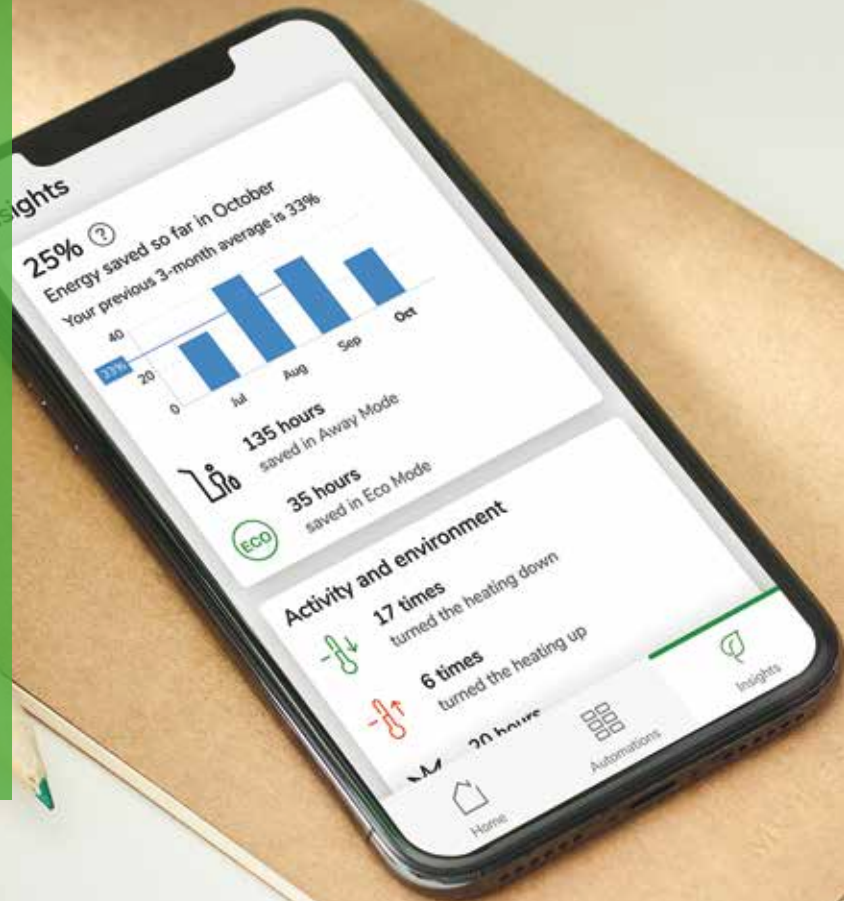 sights
25% ?
Energy saved so far in October
Your previous 3-month average is 33%
40
33%
20
0
Jul
Aug
Sep
Oct
135 hours
saved in Away Mode
ECO
35 hours
saved in Eco Mode
Activity and environment
17 times
turned the heating down
6 times
turned the heating up
20 hours
Home
Automations
Insights